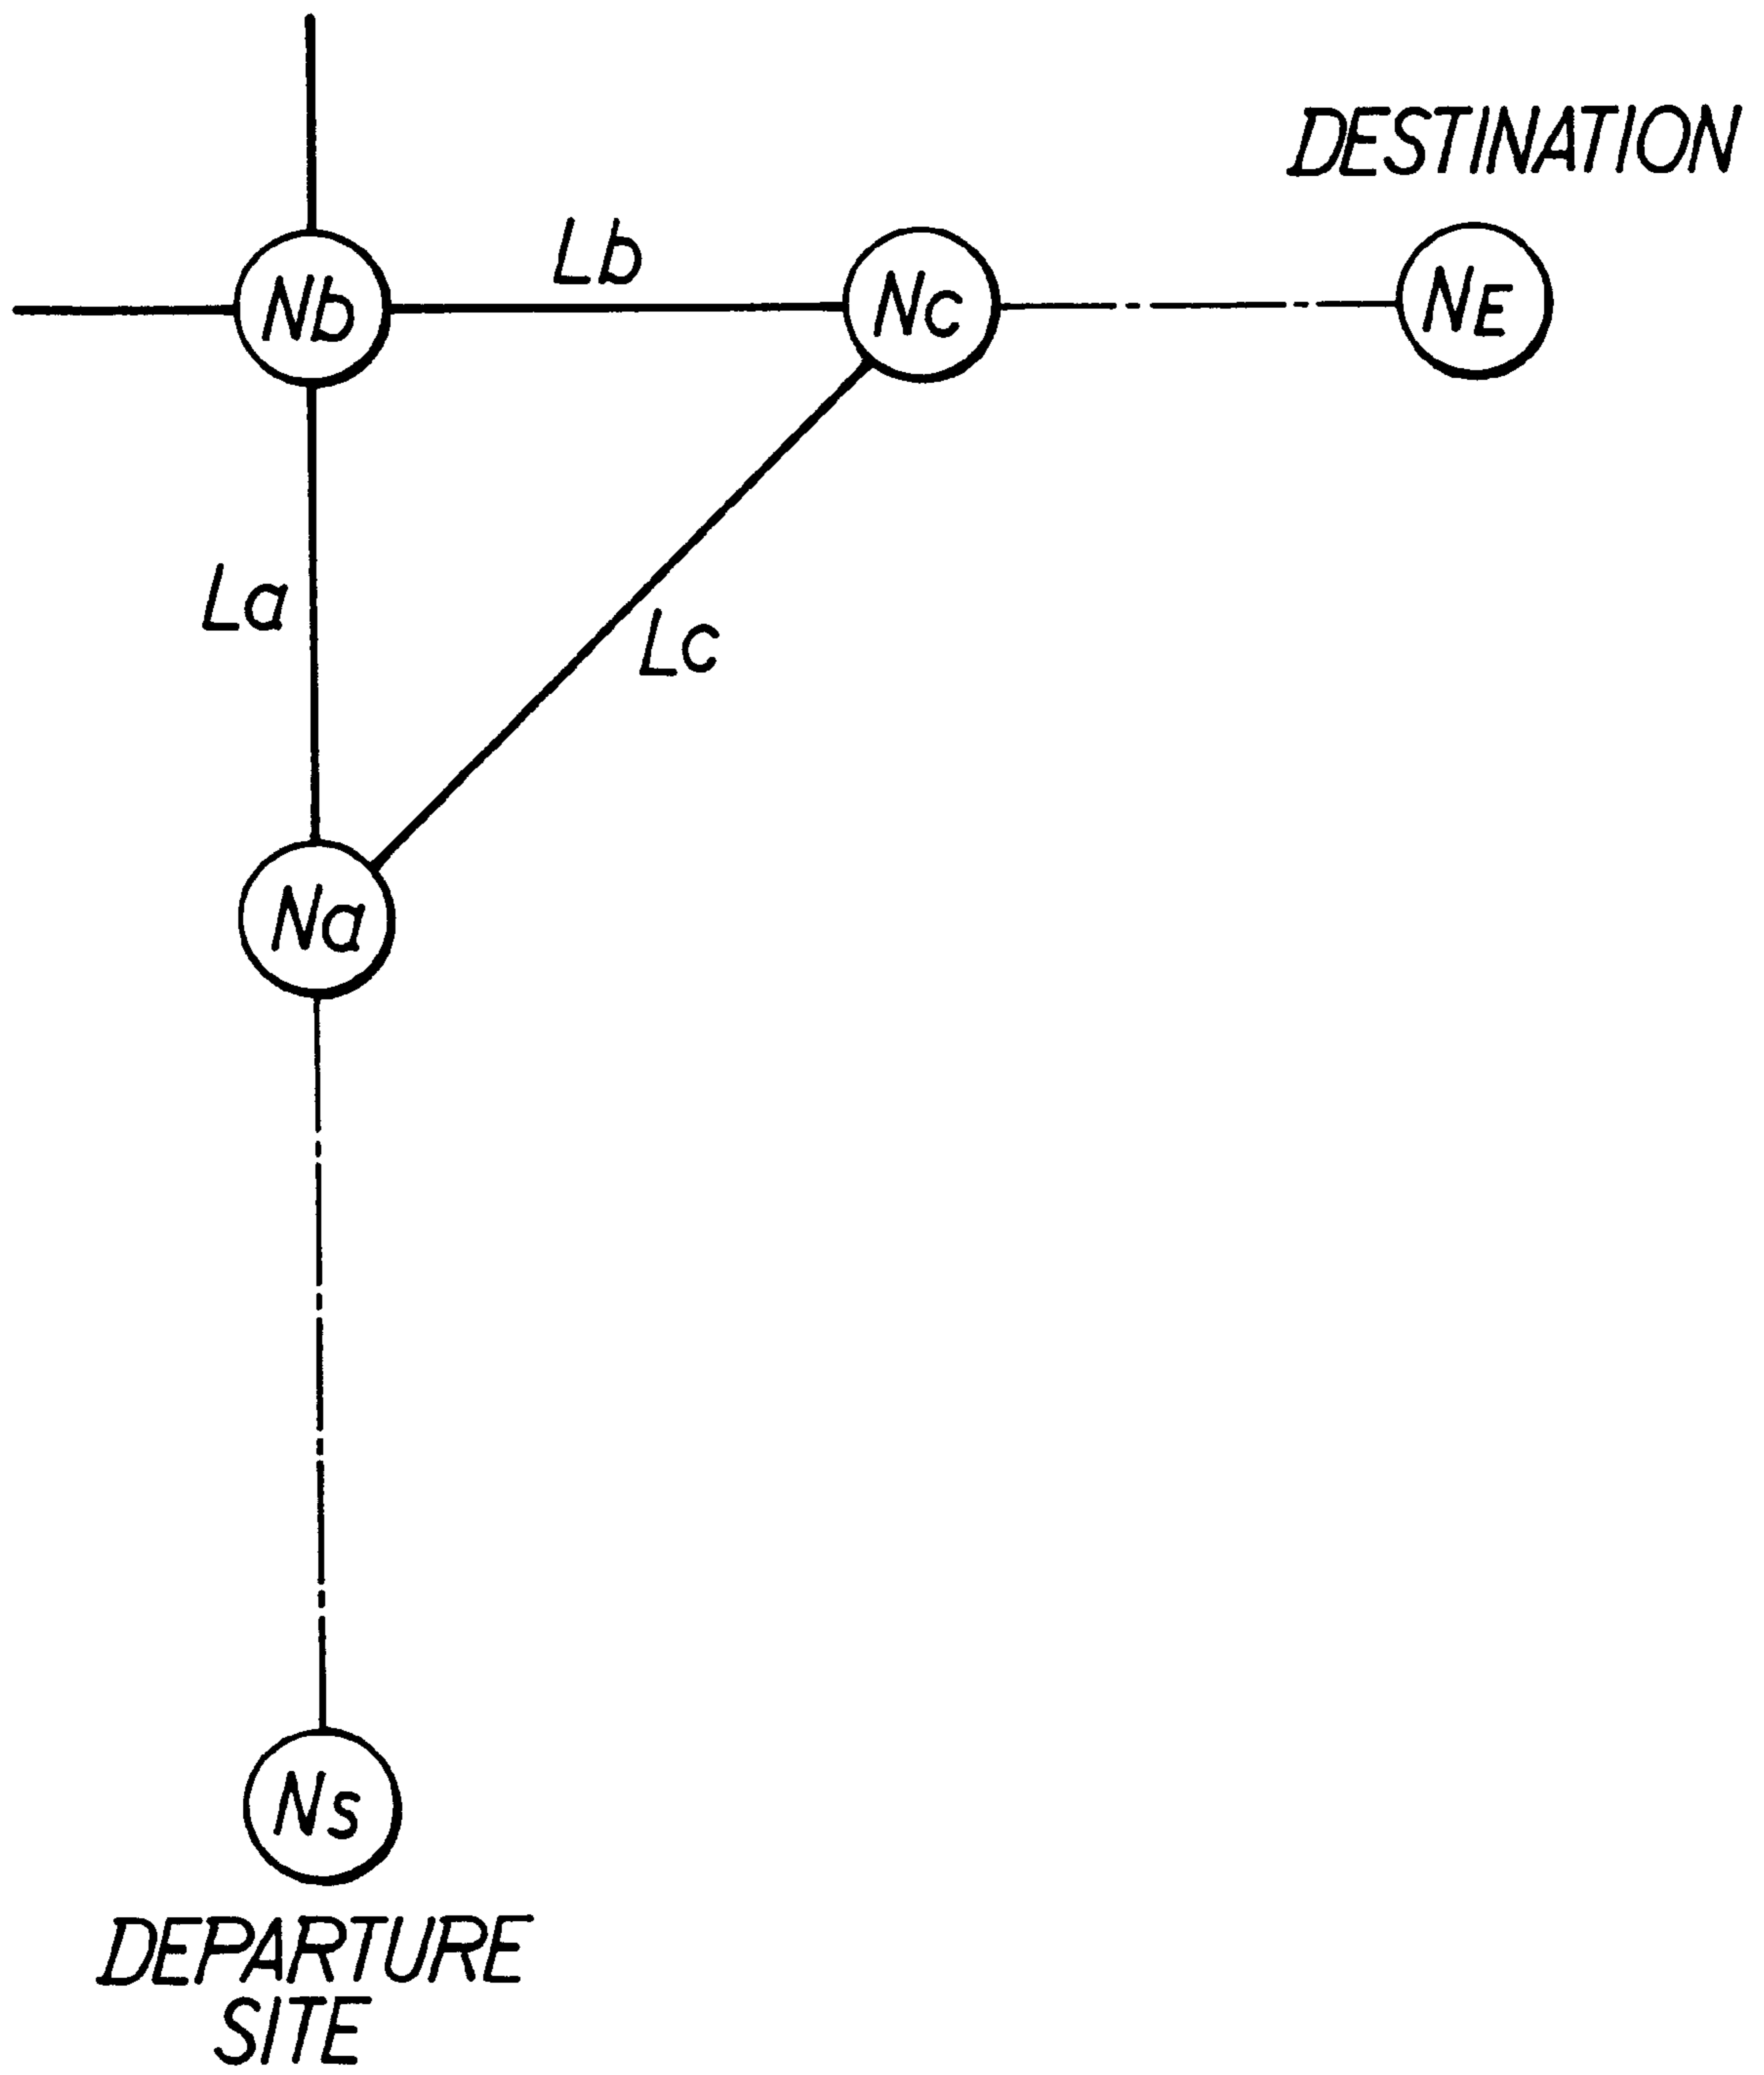 DESTINATION
Nb
Lb
Nc
NE
La
Lc
Na
Ns
DEPARTURE
SITE